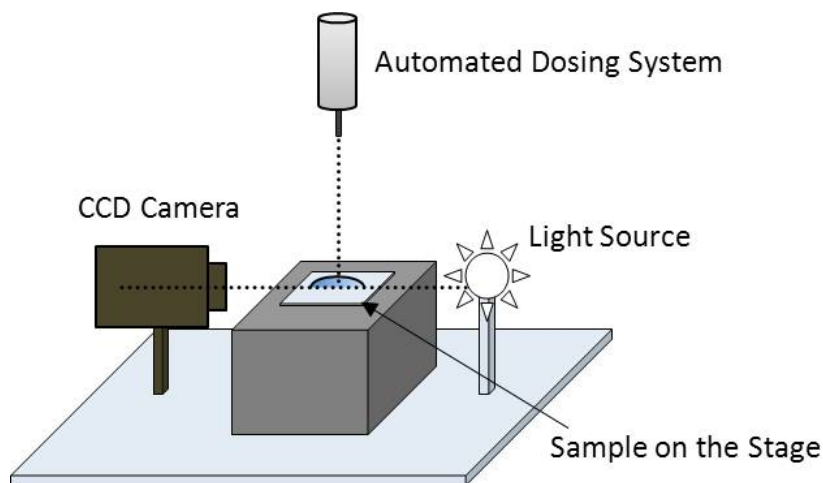 Automated Dosing System
CCD Camera
Light Source
Sample on the Stage